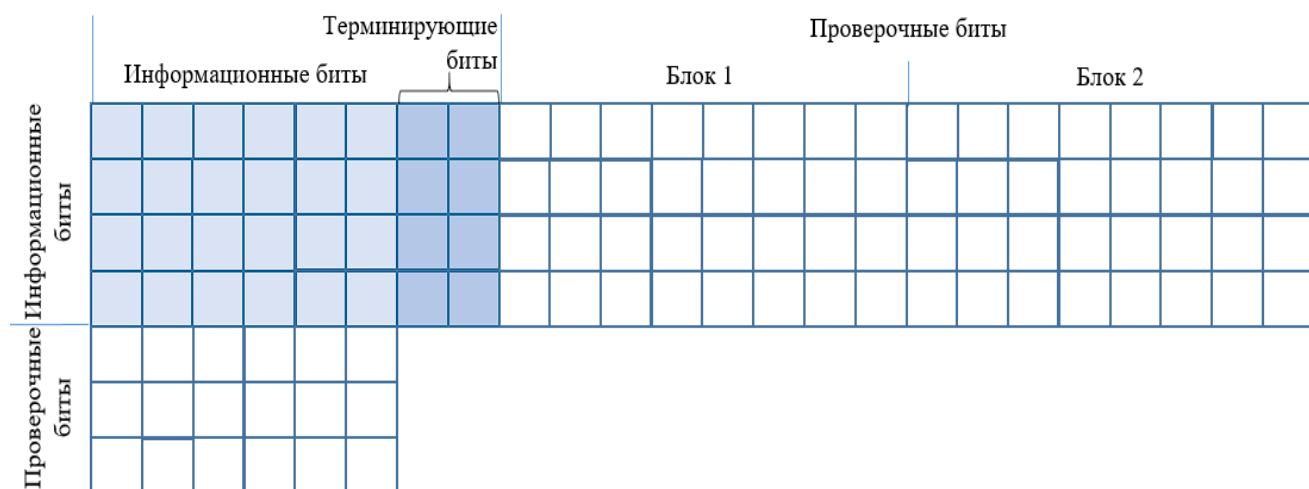 Терминирующие
биты
Проверочные биты
Информационные биты
Блок 1
Блок 2
Информационные
биты
Проверочные
биты